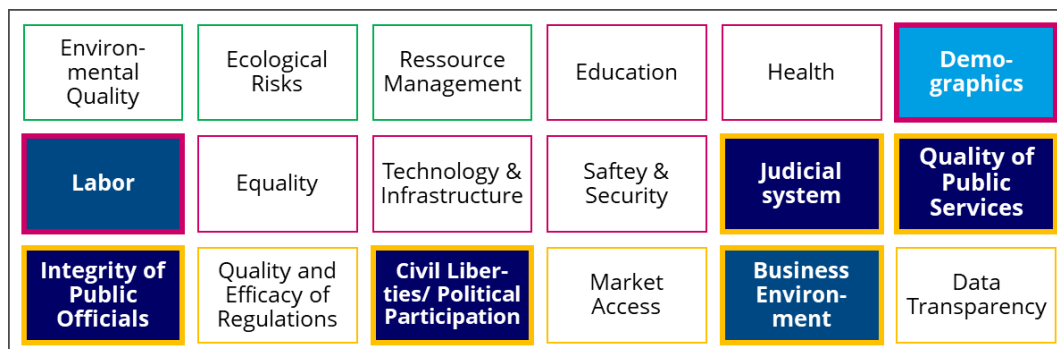 Environ-
mental
Quality
Ecological
Risks
Ressource
Management
Education
Health
Demo-
graphics
Labor
Equality
Technology &
Infrastructure
Saftey &
Security
Judicial
system
Quality of
Public
Services
Integrity of
Public
Officials
Quality and
Efficacy of
Regulations
Civil Liber-
ties/ Political
Participation
Market
Access
Business
Environ-
ment
Data
Transparency